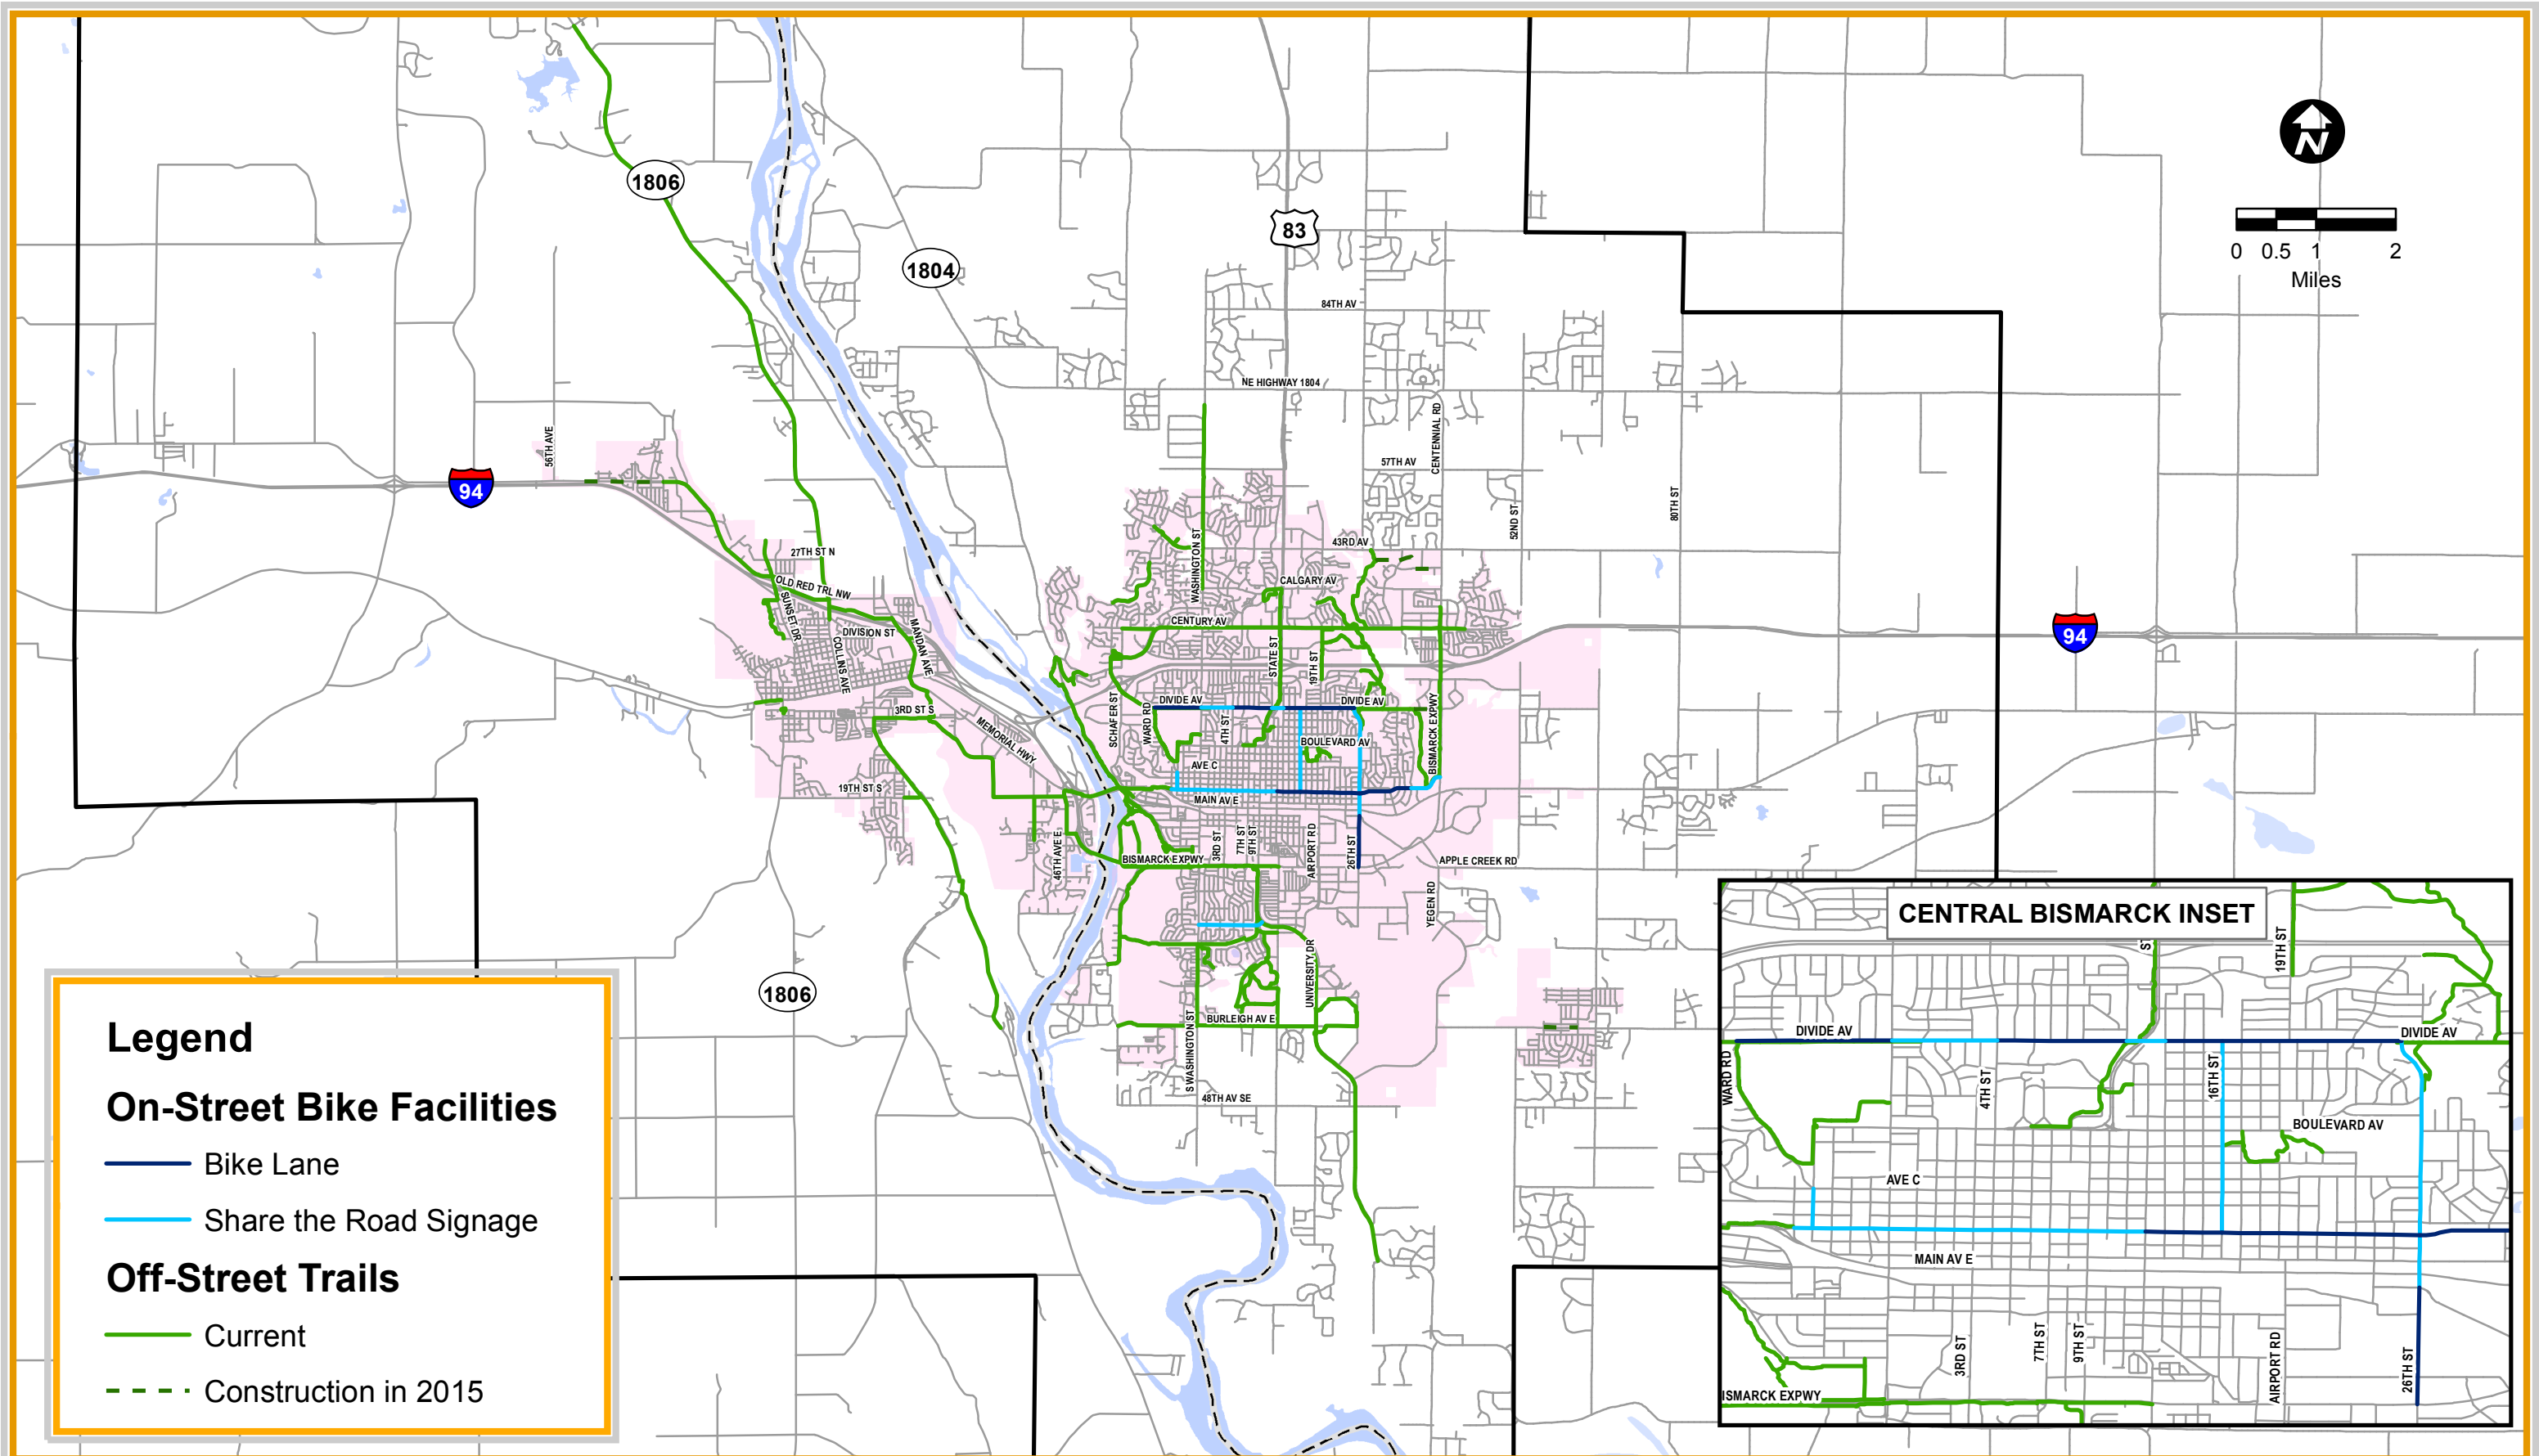 1806
1804
83
0 0.5 1 2
Miles
84TH AV
NE HIGHWAY 1804
56TH AVE
CENTENNIAL RD
57TH AV
94
80TH ST
52ND ST
WASHINGTON ST
43RD AV
27TH ST N
OLD RED TRL NW
CALGARY AV
SUNSET DR
DIVISION ST
MANDAN AVE
COLLINS AVE
CENTURY AV
STATE ST
19TH ST
94
SCHAFER ST
WARD RD
DIVIDE AV
DIVIDE AV
BISMARCK EXPWY
3RD ST S
MEMORIAL HWY
4TH ST
BOULEVARD AV
AVE C
19TH ST S
MAIN AV E
46TH AVE E
BISMARCK EXPWY
3RD ST
7TH ST
9TH ST
AIRPORT RD
26TH ST
APPLE CREEK RD
YEGEN RD
UNIVERSITY DR
1806
S WASHINGTON ST
BURLEIGH AV E
48TH AV SE
CENTRAL BISMARCK INSET
ST
19TH ST
DIVIDE AV
DIVIDE AV
WARD RD
4TH ST
16TH ST
BOULEVARD AV
AVE C
MAIN AV E
3RD ST
7TH ST
9TH ST
AIRPORT RD
26TH ST
ISMARCK EXPWY
N
Legend
On-Street Bike Facilities
Bike Lane
Share the Road Signage
Off-Street Trails
Current
Construction in 2015